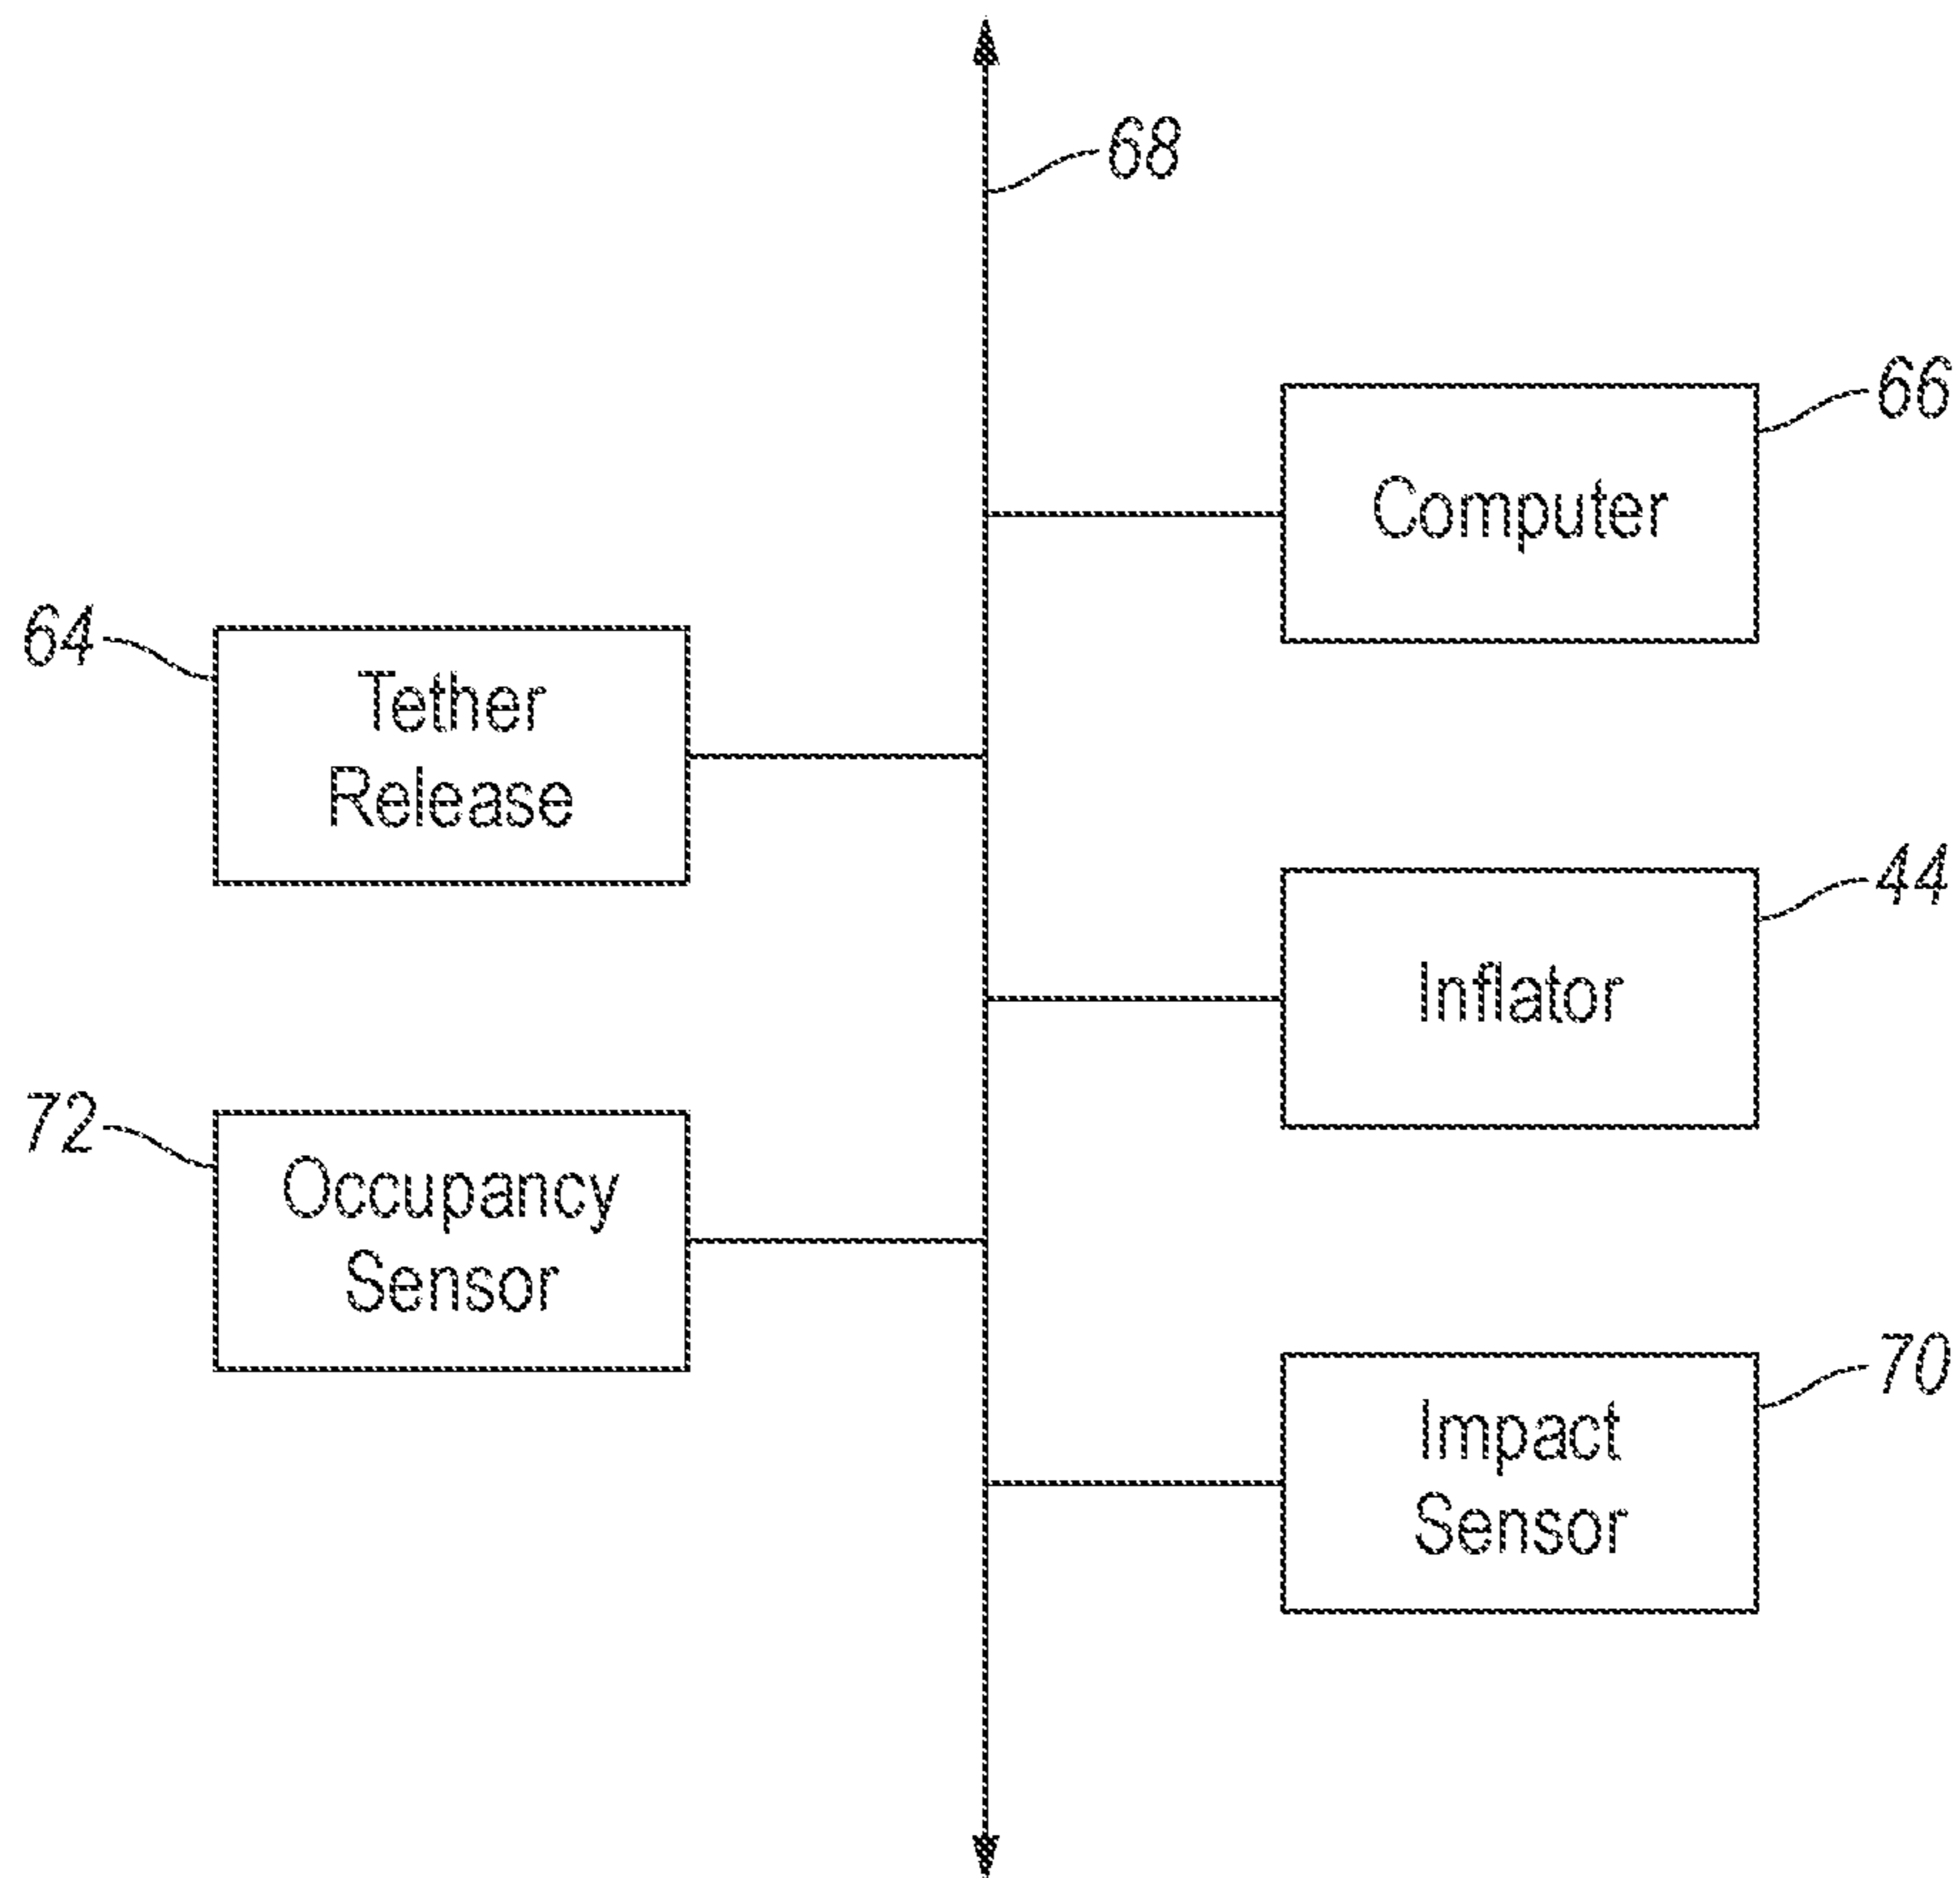 68
66
Computer
64
Tether
Release
44
Inflator
72
Occupancy
Sensor
70
Impact
Sensor